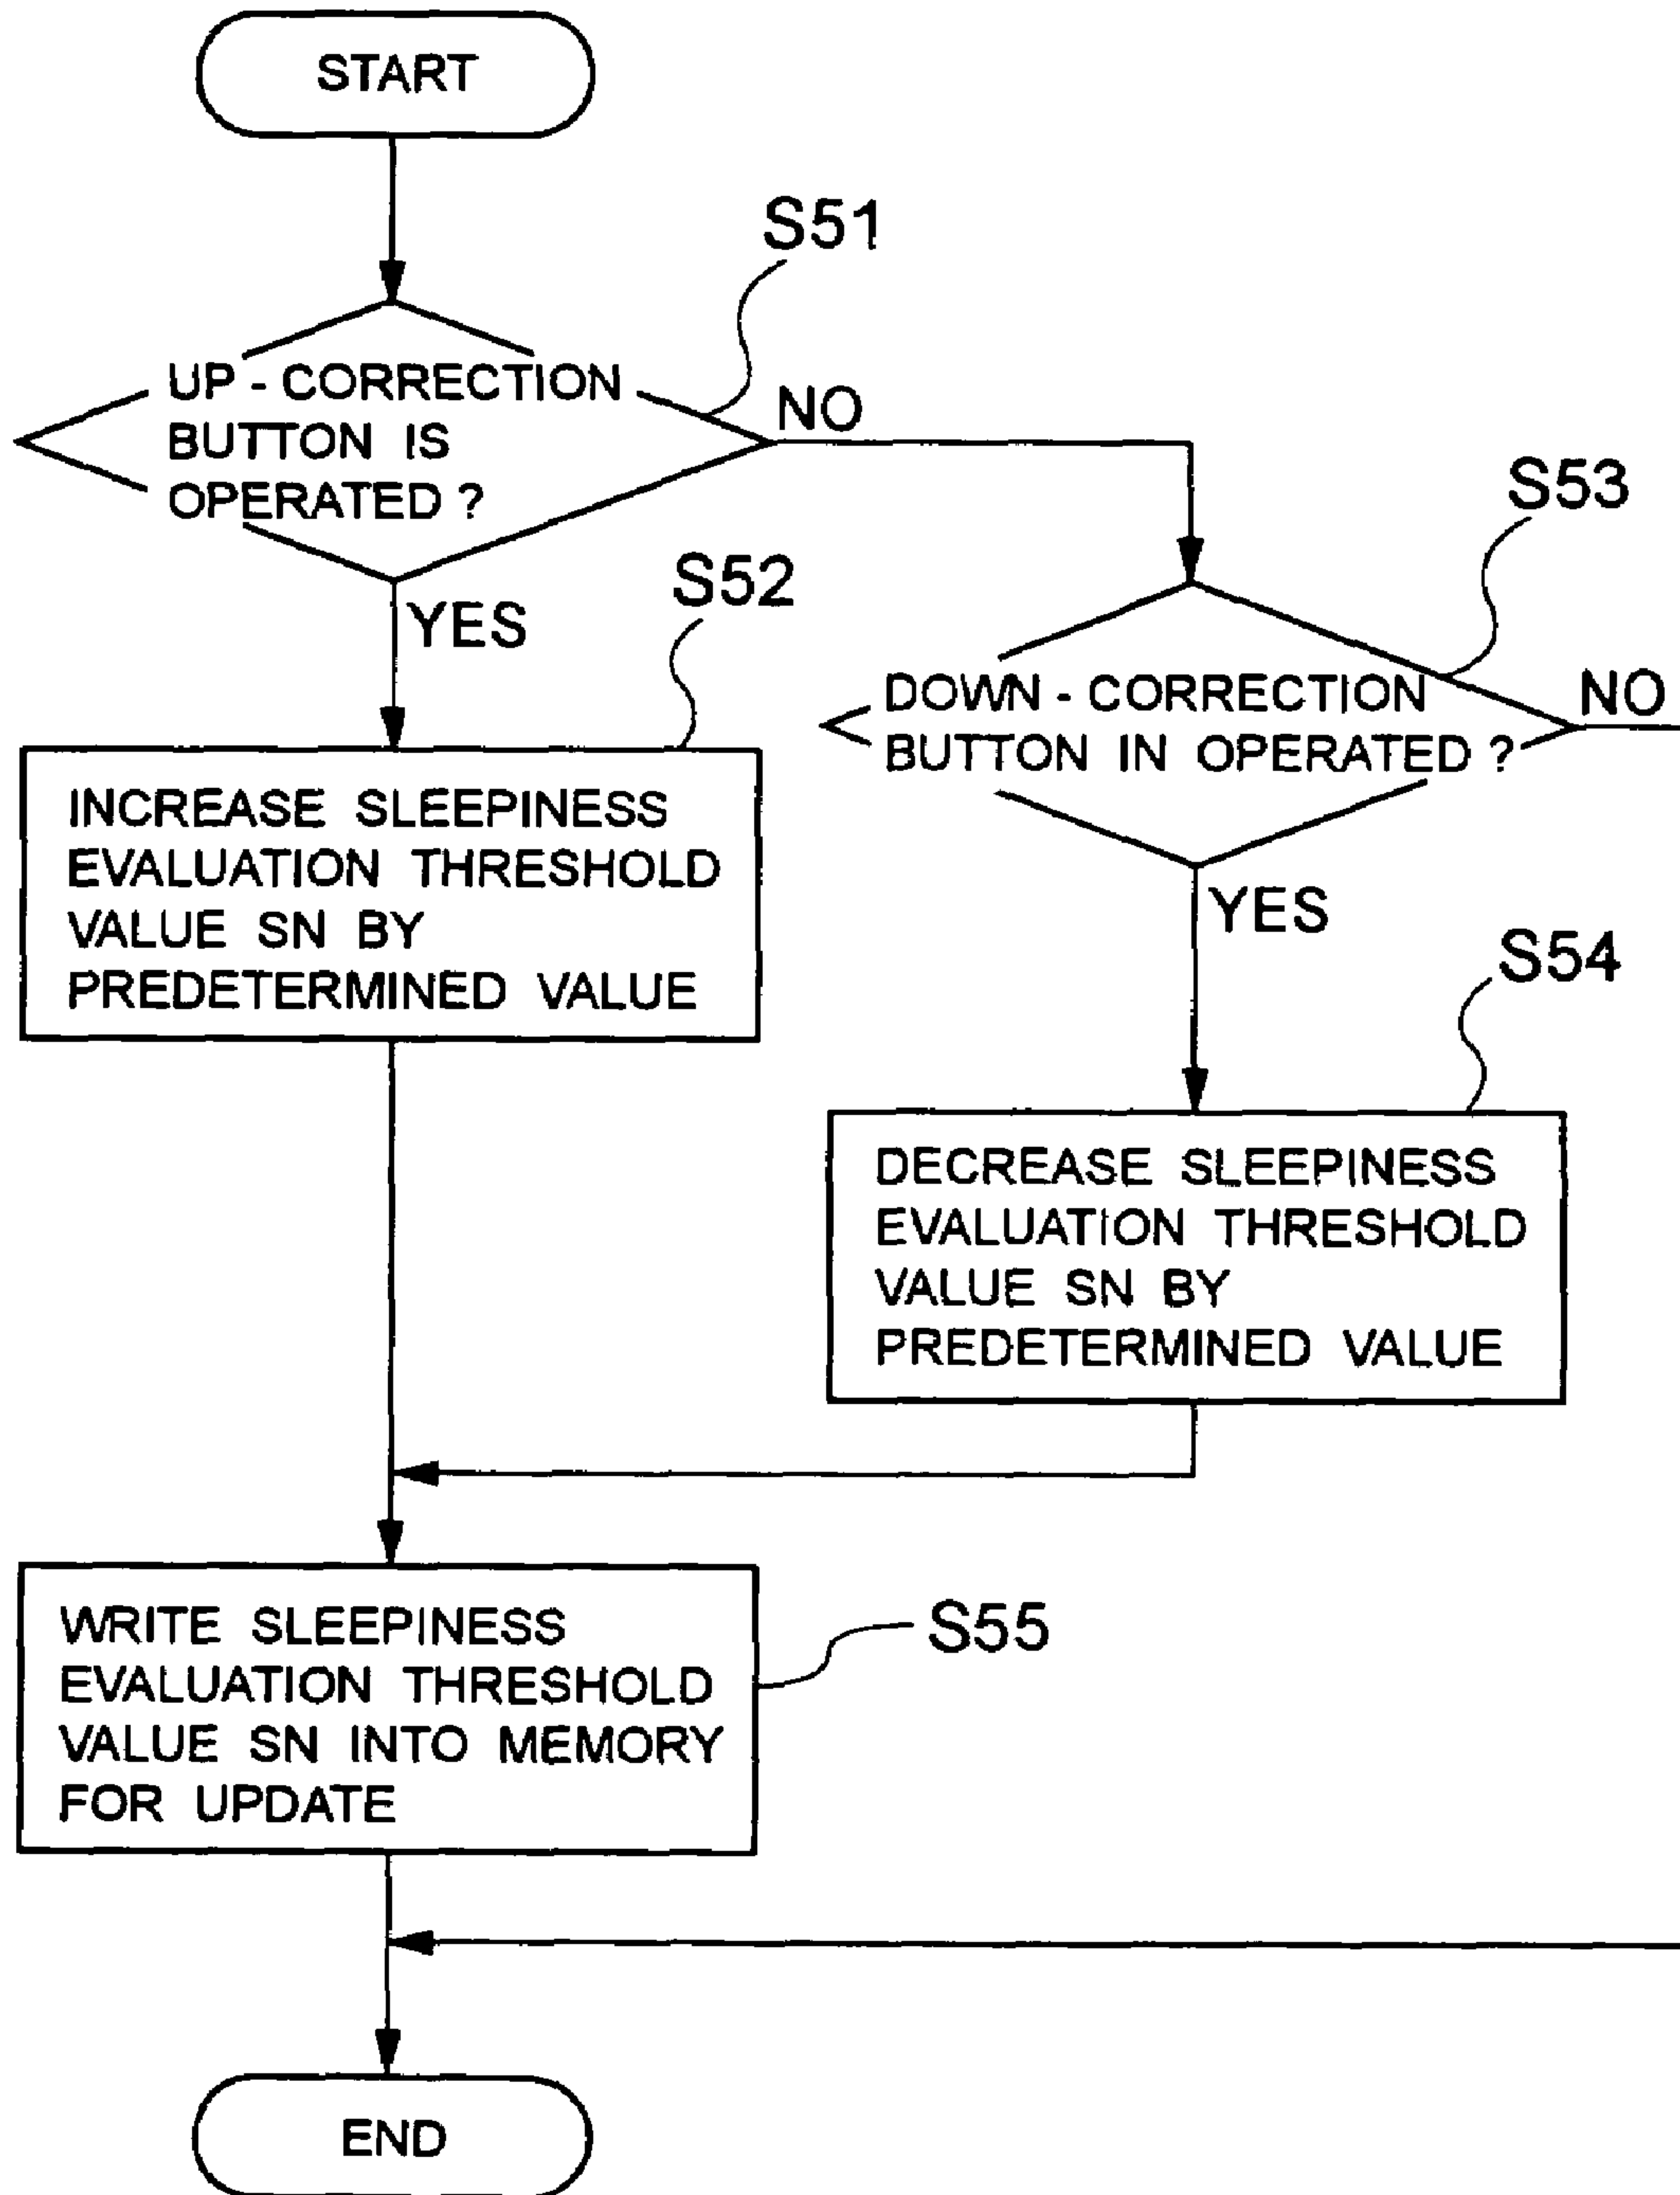 START
S51
UP - CORRECTION
BUTTON IS
OPERATED ?
NO
YES
S52
INCREASE SLEEPINESS
EVALUATION THRESHOLD
VALUE SN BY
PREDETERMINED VALUE
S53
DOWN - CORRECTION
BUTTON IN OPERATED ?
NO
YES
S54
DECREASE SLEEPINESS
EVALUATION THRESHOLD
VALUE SN BY
PREDETERMINED VALUE
WRITE SLEEPINESS
EVALUATION THRESHOLD
VALUE SN INTO MEMORY
FOR UPDATE
S55
END